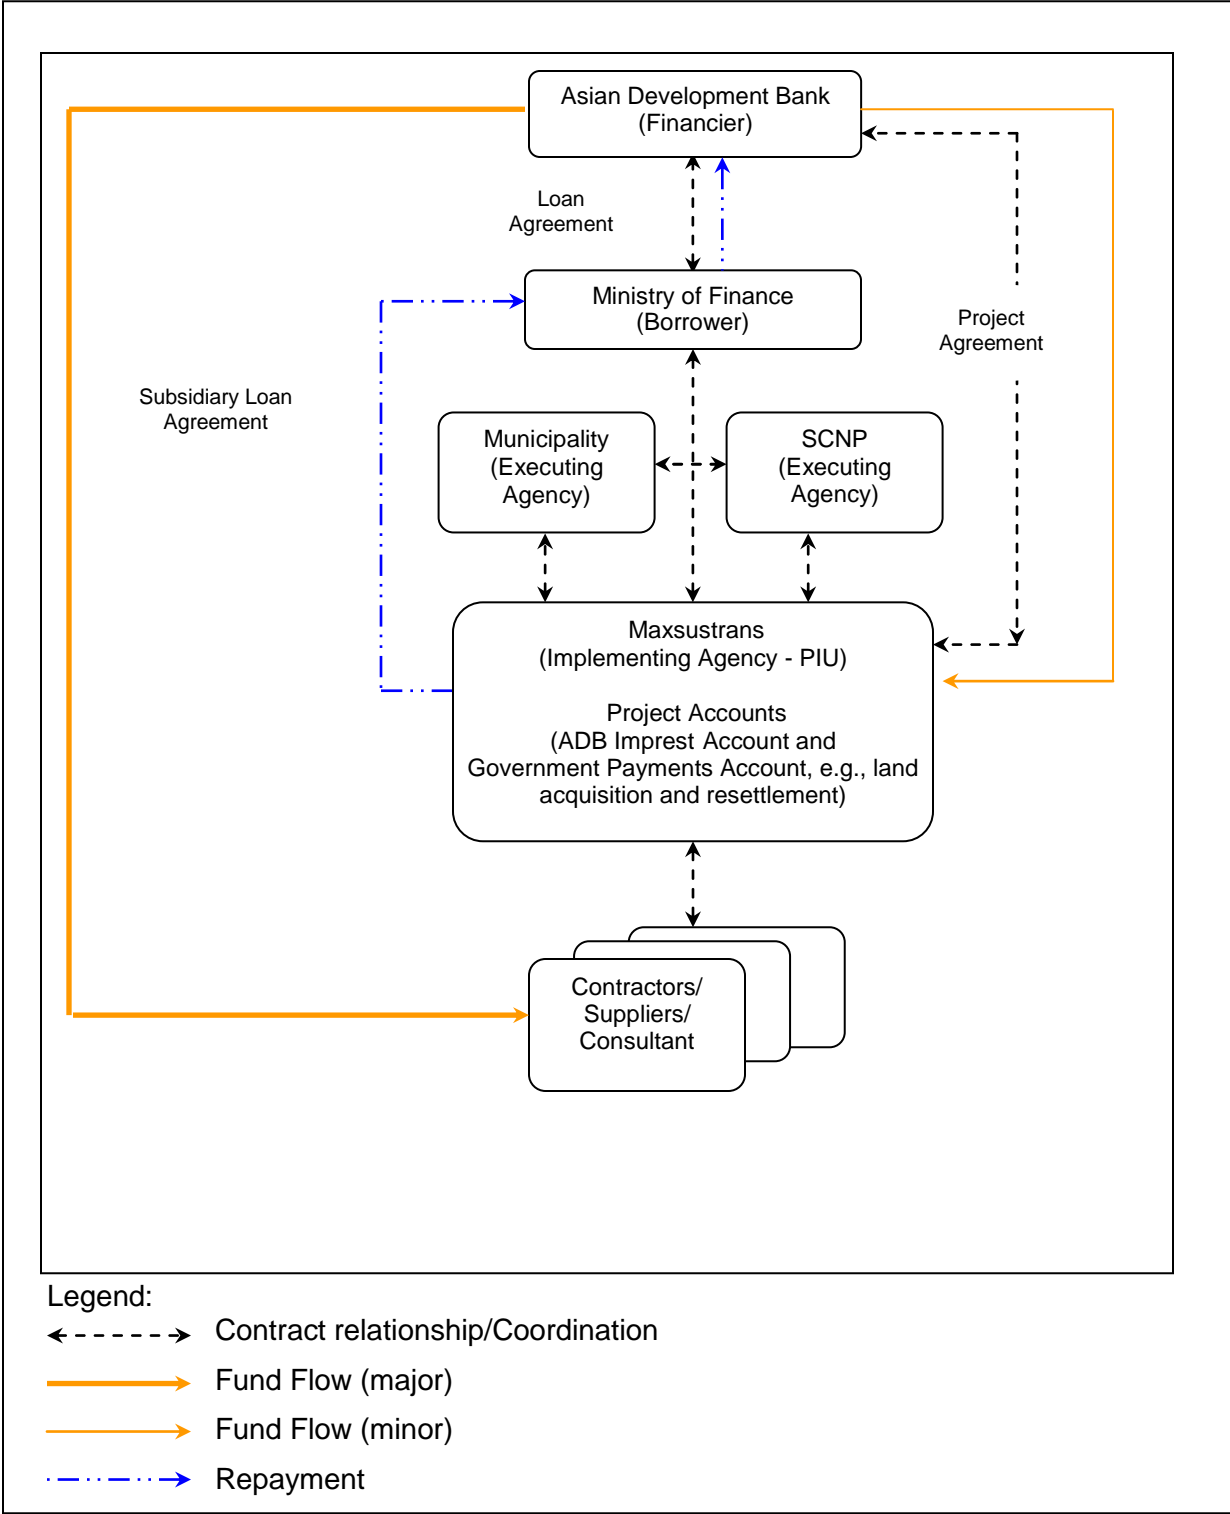 Asian Development Bank
(Financier)
Loan
Agreement
Ministry of Finance
(Borrower)
Project
Agreement
Subsidiary Loan
Agreement
Municipality
(Executing
Agency)
SCNP
(Executing
Agency)
Maxsustrans
(Implementing Agency - PIU)
Project Accounts
(ADB Imprest Account and
Government Payments Account, e.g., land
acquisition and resettlement)
Contractors/
Suppliers/
Consultant
Legend:
Contract relationship/Coordination
Fund Flow (major)
Fund Flow (minor)
Repayment